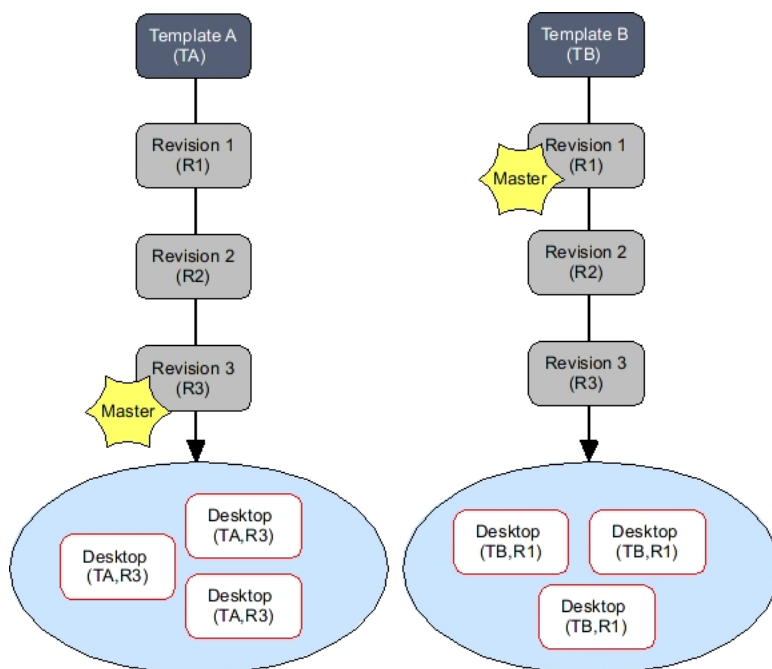 Template A
(TA)
Revision 1
(R1)
Revision 2
(R2)
Revision 3
(R3)
Master
Desktop
(TA,R3)
Desktop
(TA,R3)
Desktop
(TA,R3)
Template B
(TB)
Revision 1
(R1)
Master
Revision 2
(R2)
Revision 3
(R3)
Desktop
(TB,R1)
Desktop
(TB,R1)
Desktop
(TB,R1)